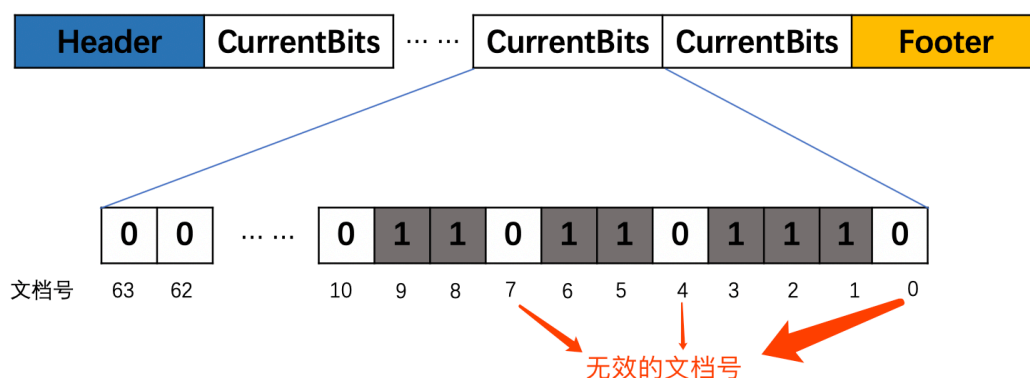 Header CurrentBits ... ... CurrentBits CurrentBits Footer
0 0 ... ... 0 1 1 0 1 1 0 1 1 1 0
文档号 63 62 10 9 8 7 6 5 4 3 2 1 0
无效的文档号